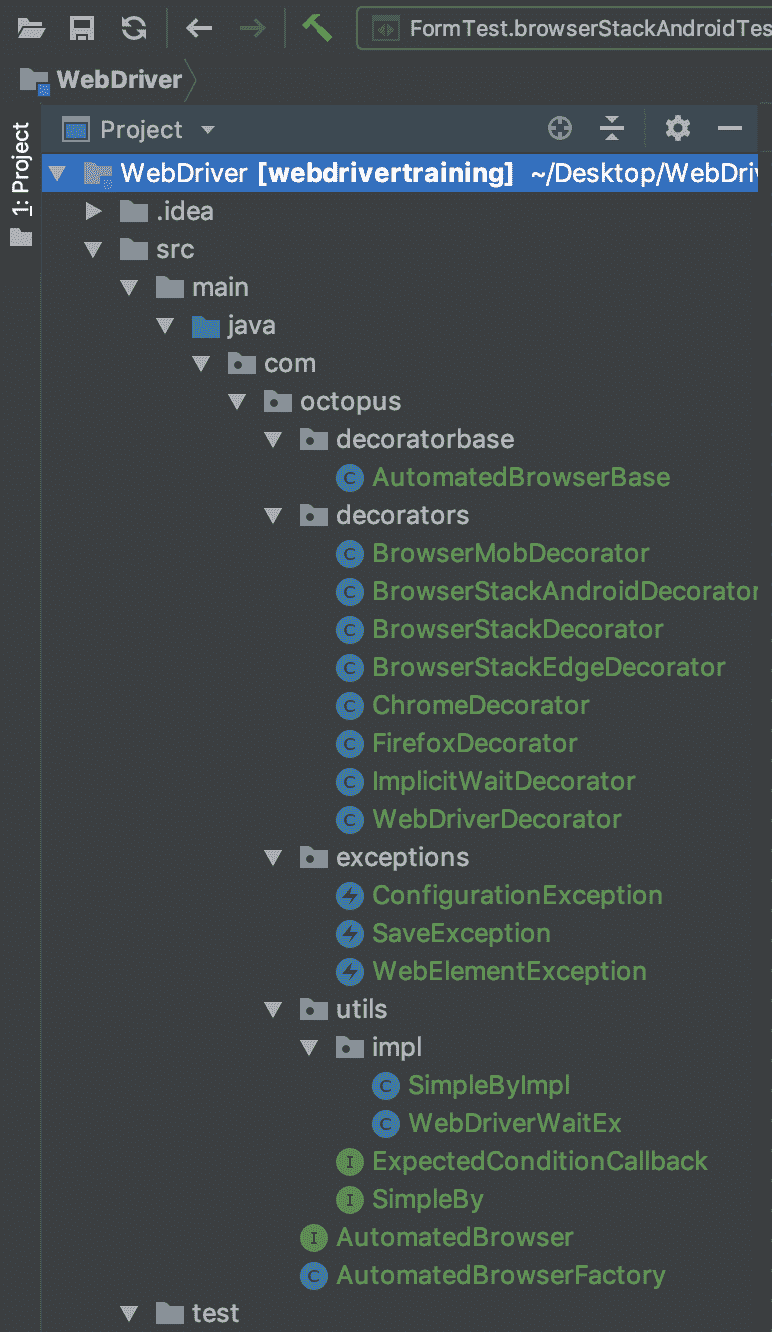 FormTest.browserStackAndroidTes
WebDriver
1: Project
Project
WebDriver [webdrivertraining] ~/Desktop/WebDriv
.idea
src
main
java
com
octopus
decoratorbase
AutomatedBrowserBase
decorators
BrowserMobDecorator
BrowserStackAndroidDecorator
BrowserStackDecorator
BrowserStackEdgeDecorator
ChromeDecorator
FirefoxDecorator
ImplicitWaitDecorator
WebDriverDecorator
exceptions
ConfigurationException
SaveException
WebElementException
utils
impl
SimpleByImpl
WebDriverWaitEx
ExpectedConditionCallback
SimpleBy
AutomatedBrowser
AutomatedBrowserFactory
test